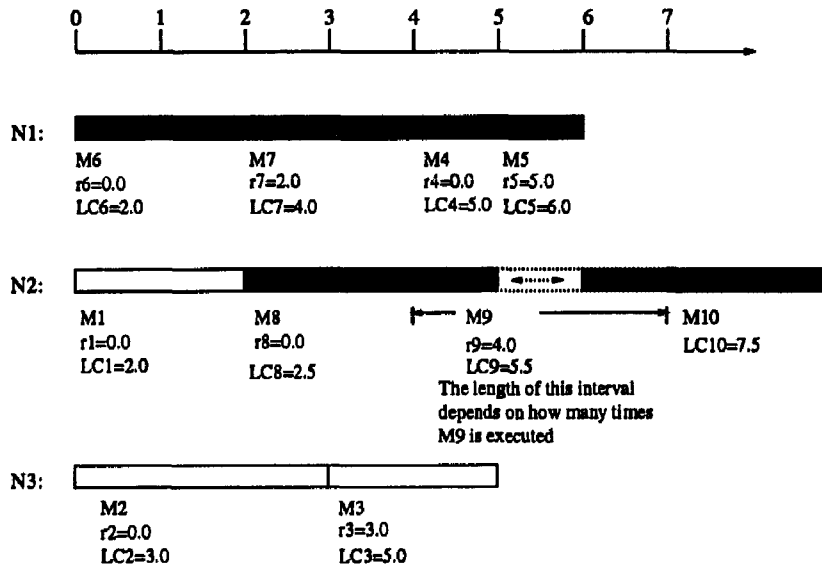 0 1 2 3 4 5 6 7
N1:
M6 M7 M4 M5
r6=0.0 r7=2.0 r4=0.0 r5=5.0
LC6=2.0 LC7=4.0 LC4=5.0 LC5=6.0
N2:
M1 M8 M9 M10
r1=0.0 r8=0.0 r9=4.0 LC10=7.5
LC1=2.0 LC8=2.5 LC9=5.5
The length of this interval
depends on how many times
M9 is executed
N3:
M2 M3
r2=0.0 r3=3.0
LC2=3.0 LC3=5.0